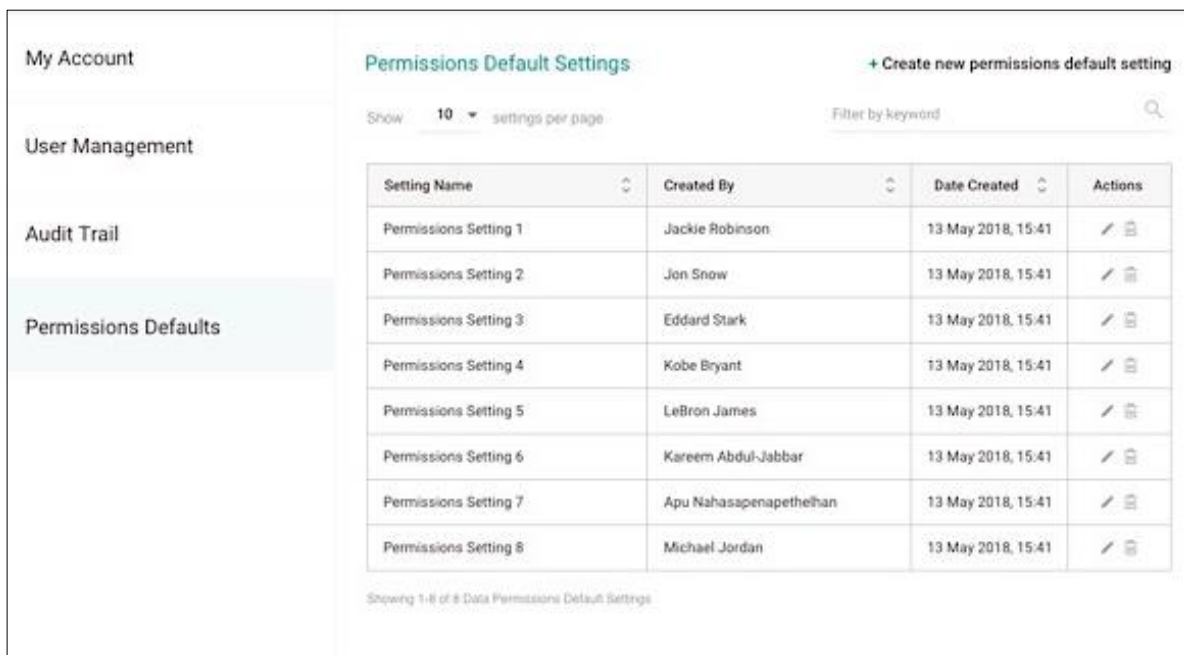 My Account
User Management
Audit Trail
Permissions Defaults
Permissions Default Settings
+ Create new permissions default setting
Show 10 settings per page
Filter by keyword
Setting Name Created By Date Created Actions
Permissions Setting 1 Jackie Robinson 13 May 2018, 15:41
Permissions Setting 2 Jon Snow 13 May 2018, 15:41
Permissions Setting 3 Eddard Stark 13 May 2018, 15:41
Permissions Setting 4 Kobe Bryant 13 May 2018, 15:41
Permissions Setting 5 LeBron James 13 May 2018, 15:41
Permissions Setting 6 Kareem Abdul-Jabbar 13 May 2018, 15:41
Permissions Setting 7 Apu Nahasapenapethelhan 13 May 2018, 15:41
Permissions Setting 8 Michael Jordan 13 May 2018, 15:41
Showing 1-8 of 8 Data Permissions Default Settings